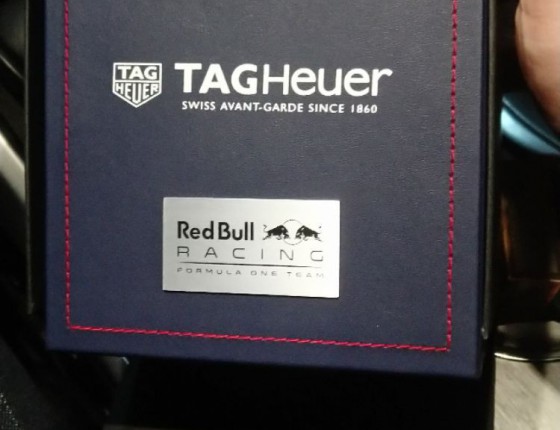 TAG
HEUER
TAGHeuer
SWISS AVANT-GARDE SINCE 1860
Red Bull
RACING
FORMULA ONE TEAM